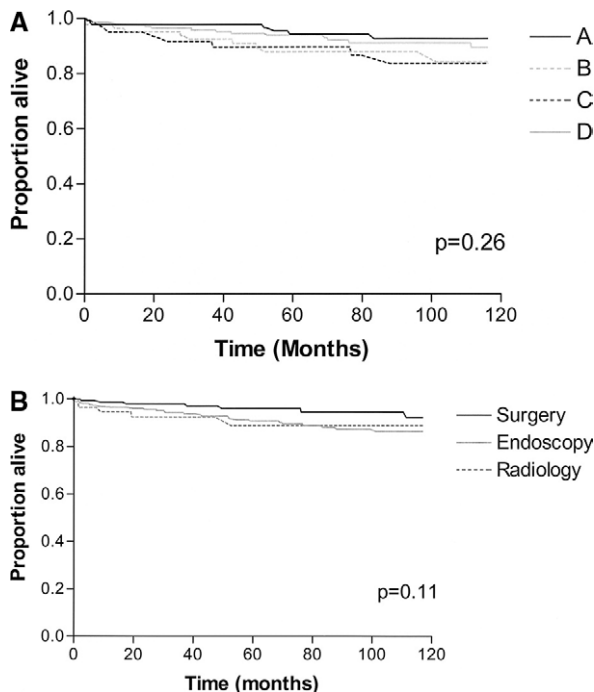 A
Proportion alive
1.0
0.8
0.6
0.4
0.2
0.0
0 20 40 60 80 100 120
Time (Months)
p=0.26
A
B
C
D
B
Proportion alive
1.0
0.8
0.6
0.4
0.2
0.0
0 20 40 60 80 100 120
Time (months)
p=0.11
Surgery
Endoscopy
Radiology